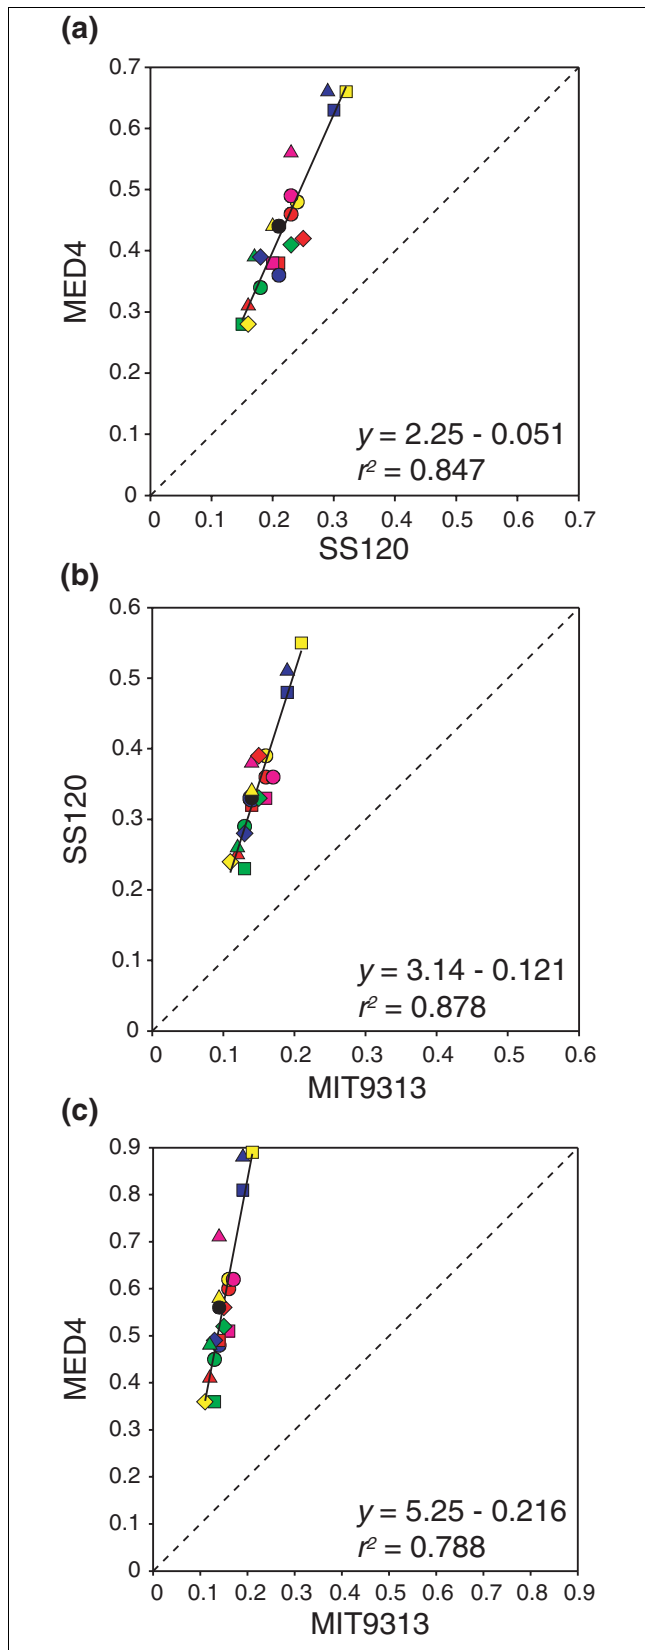 (a)
0.7
0.6
0.5
0.4
0.3
0.2
0.1
0
MED4
y = 2.25 - 0.051
r² = 0.847
0 0.1 0.2 0.3 0.4 0.5 0.6 0.7
SS120
(b)
0.6
0.5
0.4
0.3
0.2
0.1
0
SS120
y = 3.14 - 0.121
r² = 0.878
0 0.1 0.2 0.3 0.4 0.5 0.6
MIT9313
(c)
0.9
0.8
0.7
0.6
0.5
0.4
0.3
0.2
0.1
0
MED4
y = 5.25 - 0.216
r² = 0.788
0 0.1 0.2 0.3 0.4 0.5 0.6 0.7 0.8 0.9
MIT9313